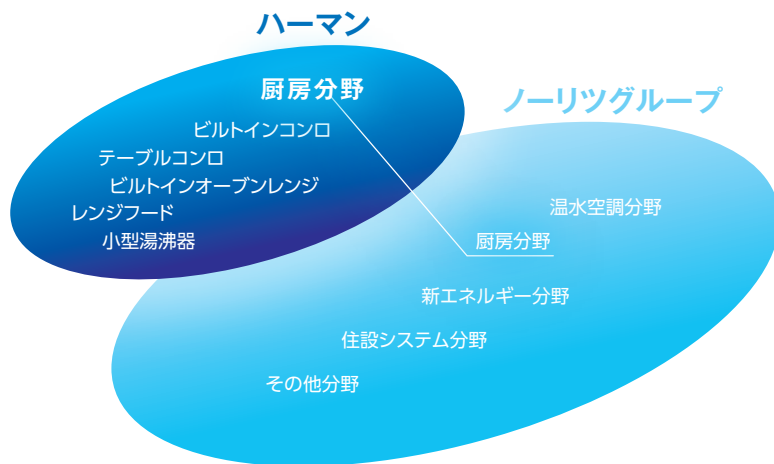 ハーマン
厨房分野
ビルトインコンロ
テーブルコンロ
ビルトインオーブンレンジ
レンジフード
小型湯沸器
ノーリツグループ
温水空調分野
厨房分野
新エネルギー分野
住設システム分野
その他分野